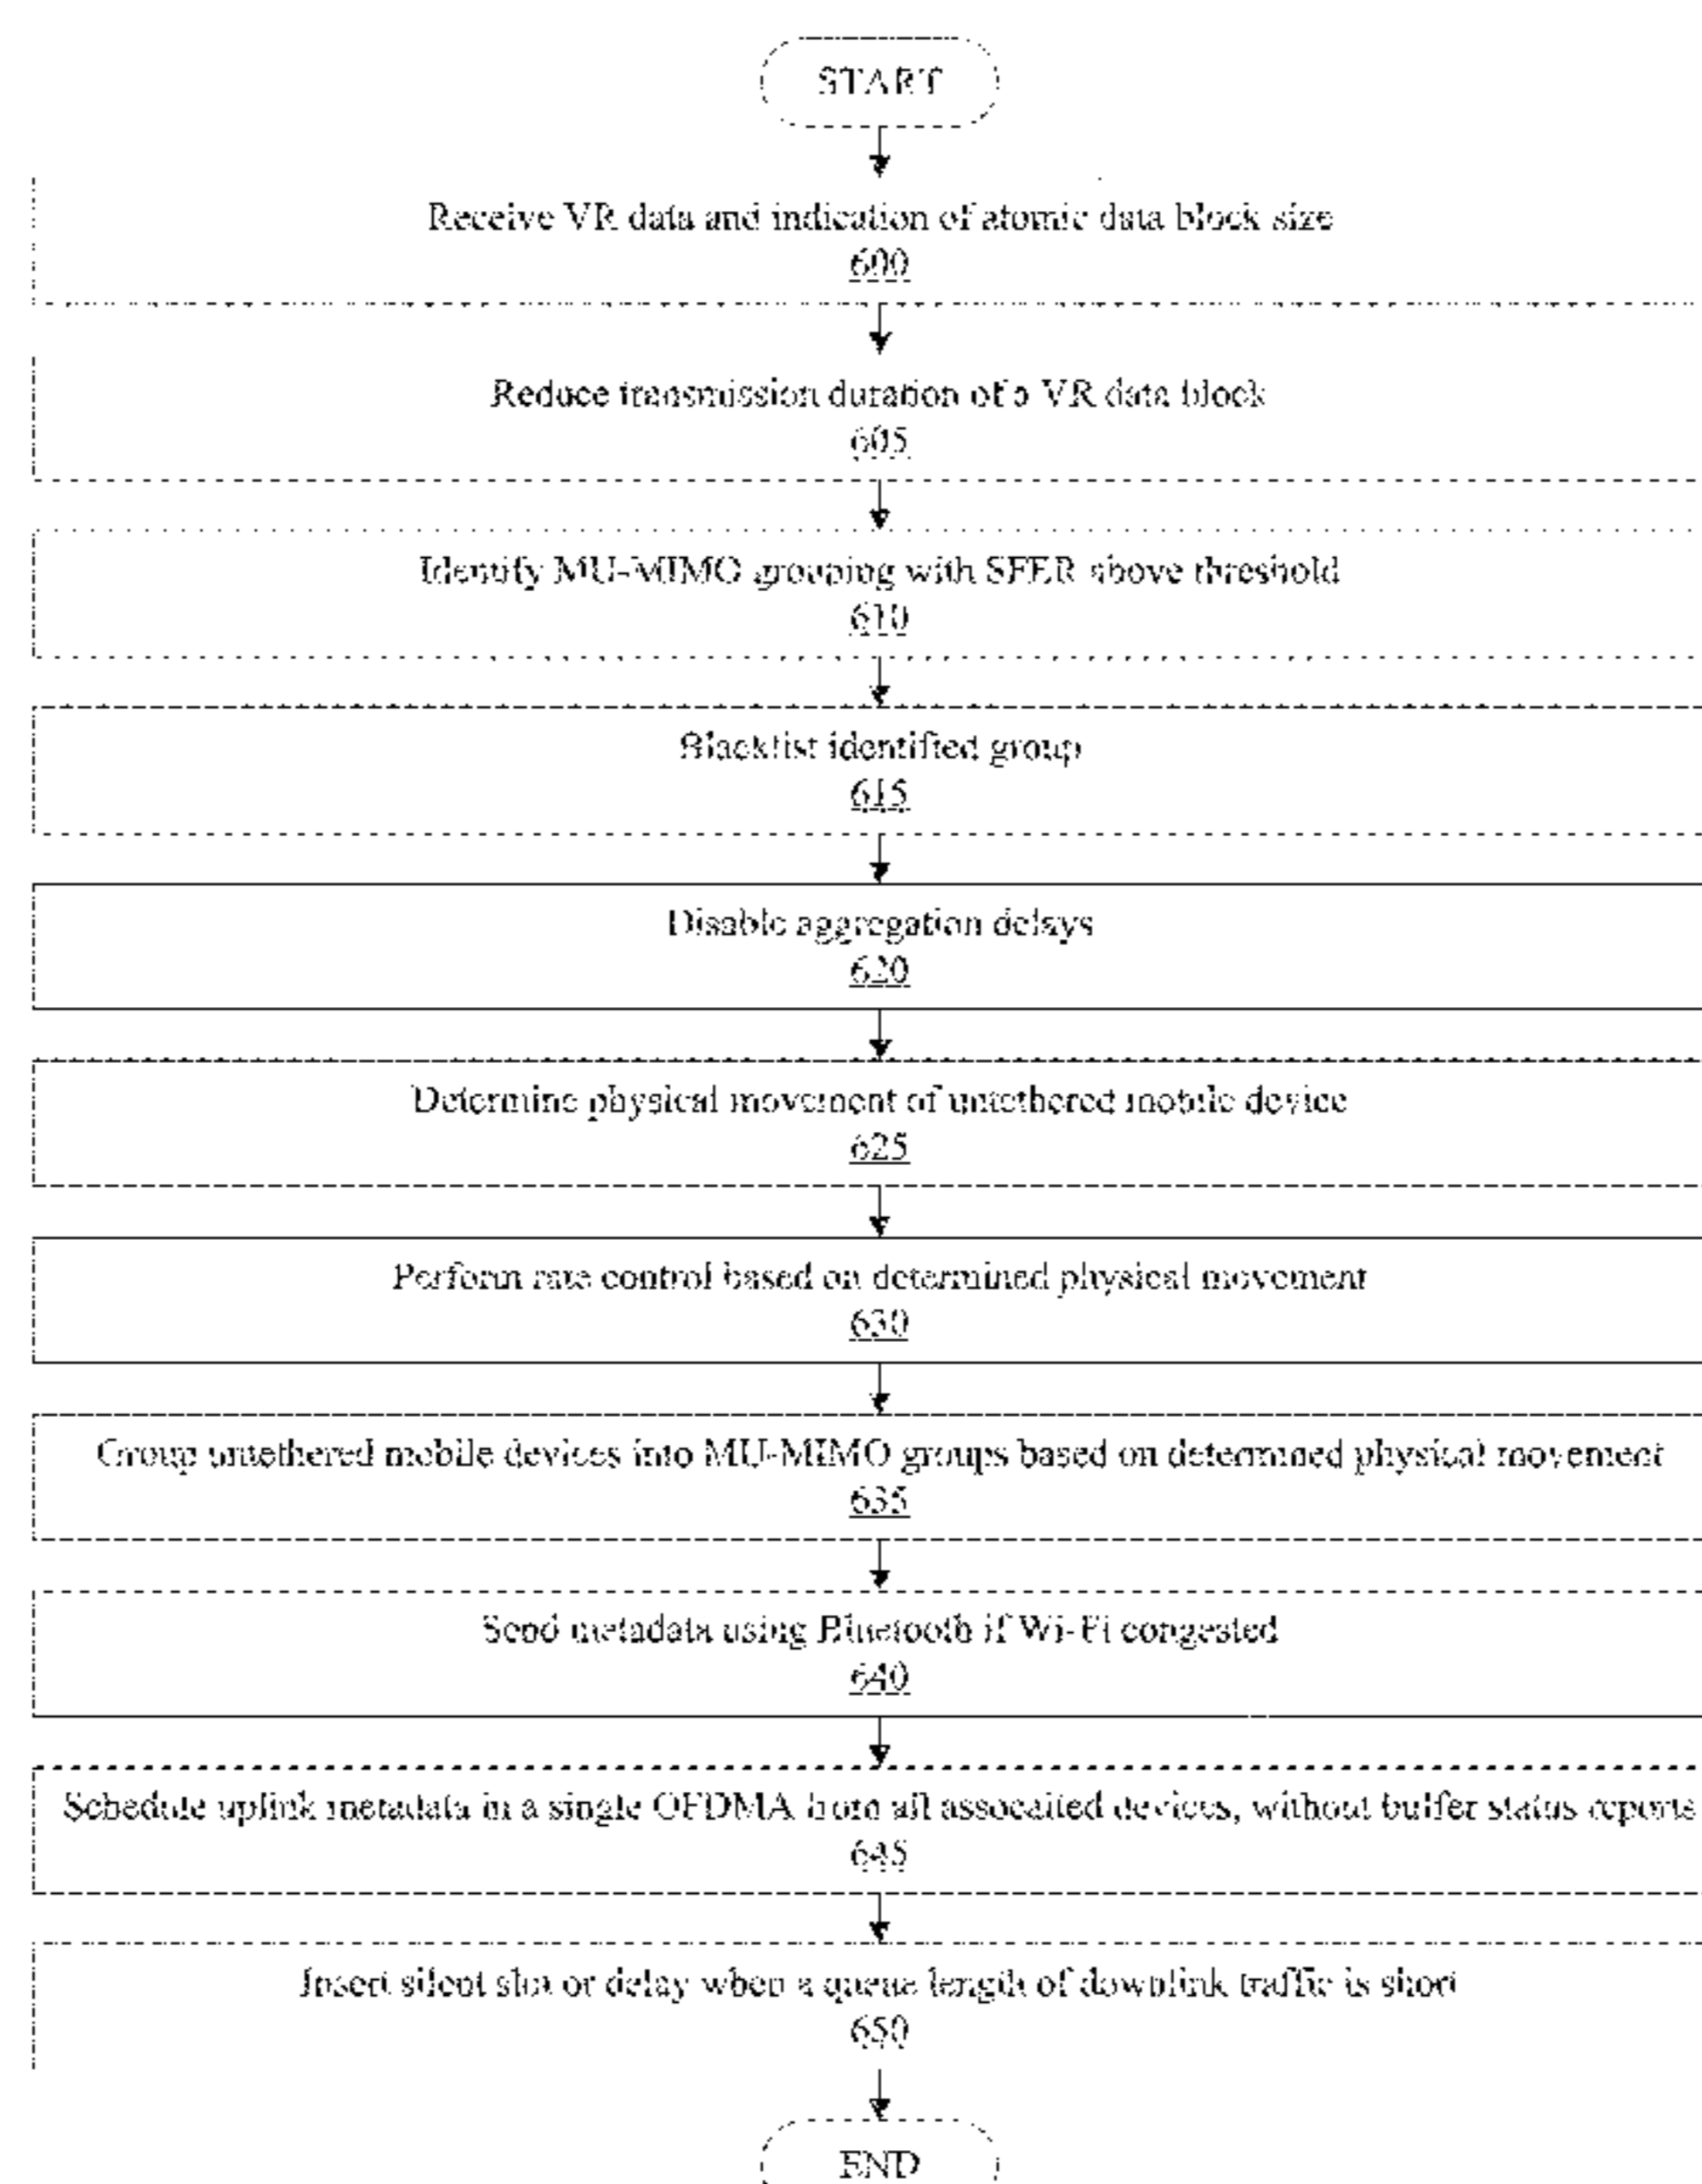 START
Receive VR data and indication of atomic data block size
600
Reduce transmission duration of a VR data block
605
Identify MU-MIMO grouping with SFER above threshold
610
Blacklist identified group
615
Disable aggregation delays
620
Determine physical movement of untethered mobile device
625
Perform rate control based on determined physical movement
630
Group untethered mobile devices into MU-MIMO groups based on determined physical movement
635
Send metadata using Bluetooth if Wi-Fi congested
640
Schedule uplink metadata in a single OFDMA from all assocaited devices, without buffer status reports
645
Insert silent slot or delay when a queue length of downlink traffic is short
650
END